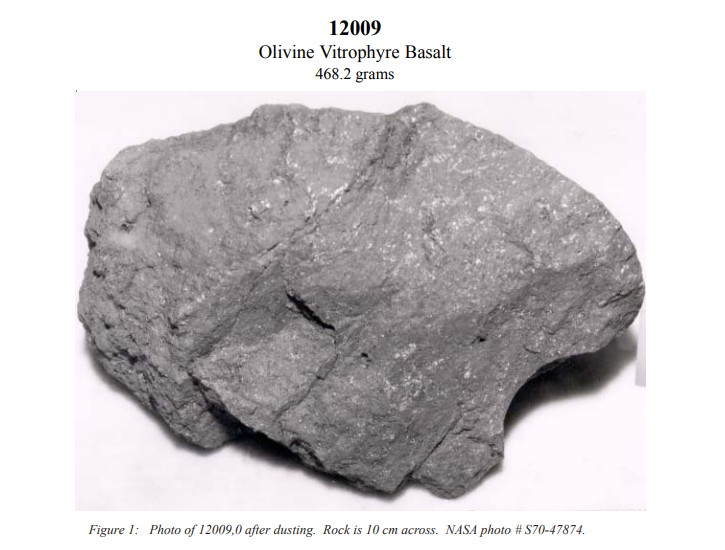 12009
Olivine Vitrophyre Basalt
468.2 grams
Figure 1: Photo of 12009,0 after dusting. Rock is 10 cm across. NASA photo # S70-47874.